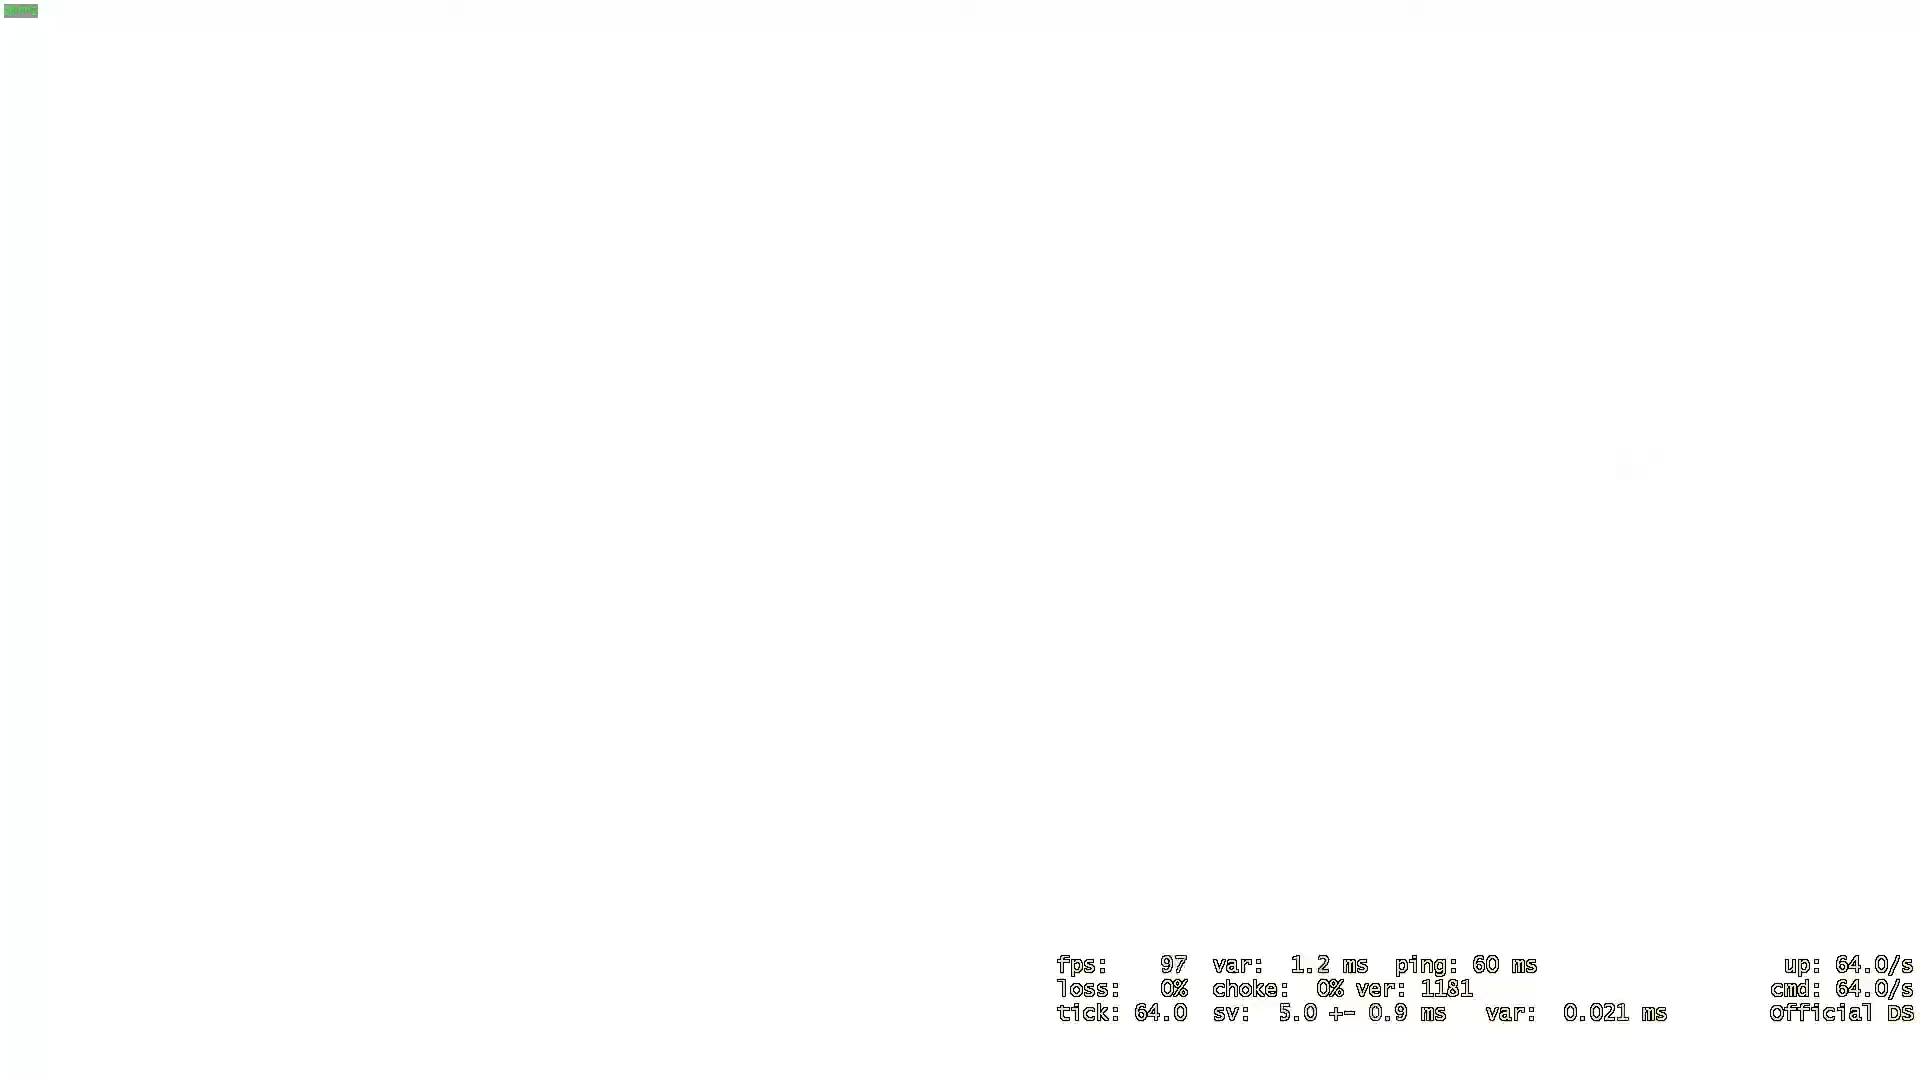 fps: 97 var: 1.2 ms ping: 60 ms up: 64.0/s
loss: 0% choke: 0% ver: 1181 cmd: 64.0/s
tick: 64.0 sv: 5.0 +- 0.9 ms var: 0.021 ms Official DS